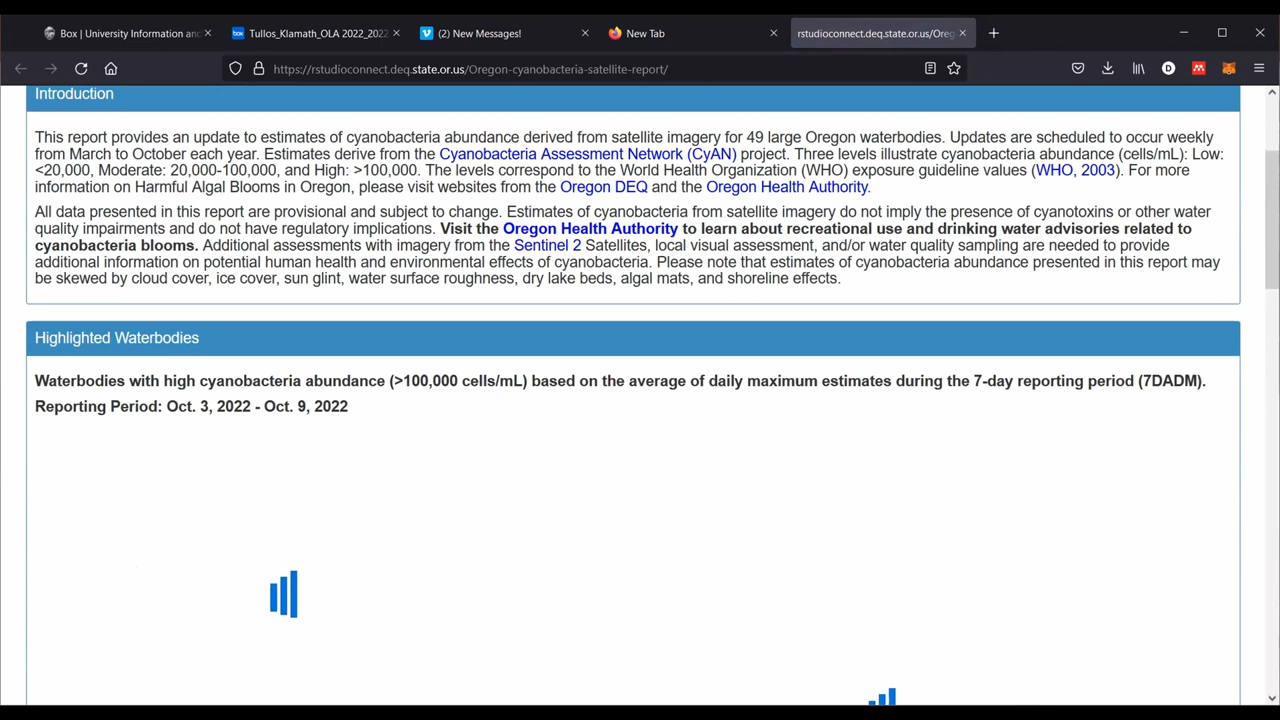 Box | University Information and
Tullos_Klamath_OLA 2022_2022
(2) New Messages!
New Tab
rstudioconnect.deq.state.or.us/Oreg
https://rstudioconnect.deq.state.or.us/Oregon-cyanobacteria-satellite-report/
Introduction
This report provides an update to estimates of cyanobacteria abundance derived from satellite imagery for 49 large Oregon waterbodies. Updates are scheduled to occur weekly
from March to October each year. Estimates derive from the Cyanobacteria Assessment Network (CyAN) project. Three levels illustrate cyanobacteria abundance (cells/mL): Low:
<20,000, Moderate: 20,000-100,000, and High: >100,000. The levels correspond to the World Health Organization (WHO) exposure guideline values (WHO, 2003). For more
information on Harmful Algal Blooms in Oregon, please visit websites from the Oregon DEQ and the Oregon Health Authority.
All data presented in this report are provisional and subject to change. Estimates of cyanobacteria from satellite imagery do not imply the presence of cyanotoxins or other water
quality impairments and do not have regulatory implications. Visit the Oregon Health Authority to learn about recreational use and drinking water advisories related to
cyanobacteria blooms. Additional assessments with imagery from the Sentinel 2 Satellites, local visual assessment, and/or water quality sampling are needed to provide
additional information on potential human health and environmental effects of cyanobacteria. Please note that estimates of cyanobacteria abundance presented in this report may
be skewed by cloud cover, ice cover, sun glint, water surface roughness, dry lake beds, algal mats, and shoreline effects.
Highlighted Waterbodies
Waterbodies with high cyanobacteria abundance (>100,000 cells/mL) based on the average of daily maximum estimates during the 7-day reporting period (7DADM).
Reporting Period: Oct. 3, 2022 - Oct. 9, 2022